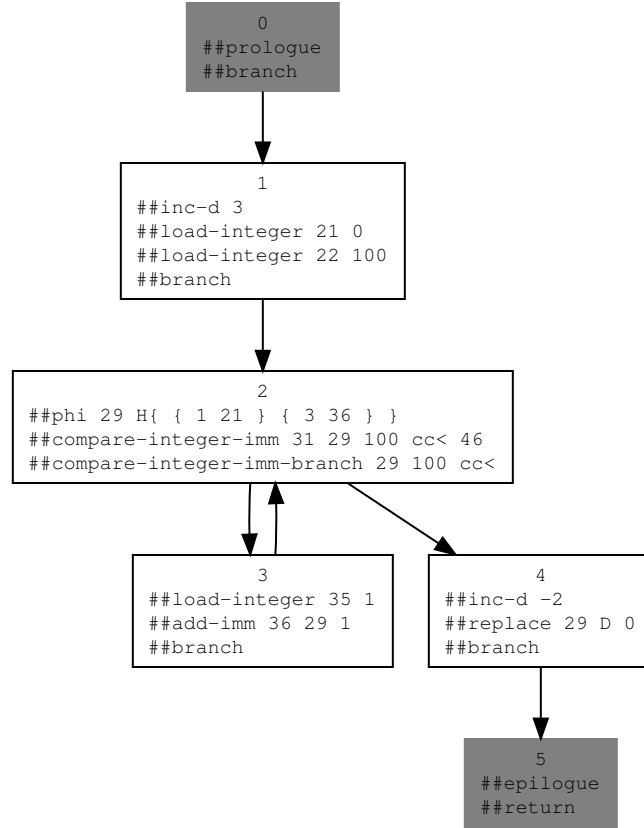 0
##prologue
##branch
1
##inc-d 3
##load-integer 21 0
##load-integer 22 100
##branch
2
##phi 29 H{ { 1 21 } { 3 36 } }
##compare-integer-imm 31 29 100 cc< 46
##compare-integer-imm-branch 29 100 cc<
3
##load-integer 35 1
##add-imm 36 29 1
##branch
4
##inc-d -2
##replace 29 D 0
##branch
5
##epilogue
##return